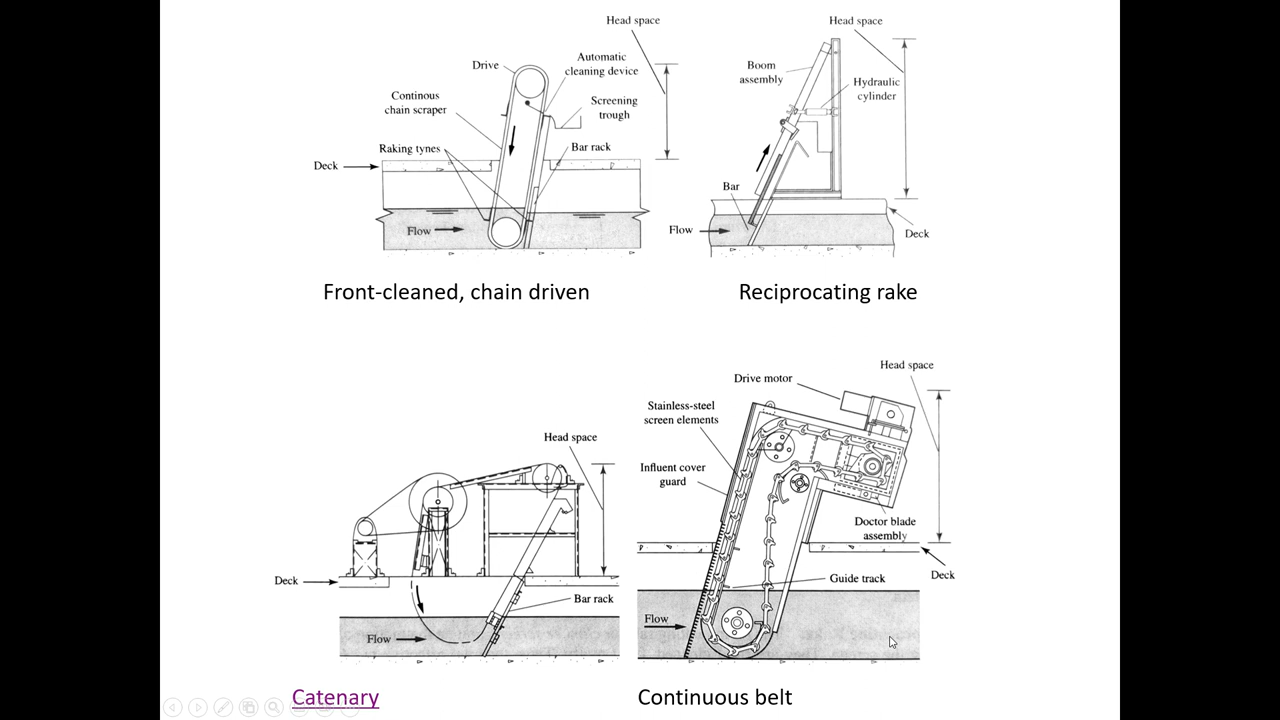 Head space
Drive
Automatic
cleaning device
Continous
chain scraper
Screening
trough
Raking tynes
Bar rack
Deck
Flow
Front-cleaned, chain driven
Head space
Boom
assembly
Hydraulic
cylinder
Bar
Flow
Deck
Reciprocating rake
Head space
Deck
Bar rack
Flow
Catenary
Head space
Drive motor
Stainless-steel
screen elements
Influent cover
guard
Doctor blade
assembly
Deck
Guide track
Flow
Continuous belt